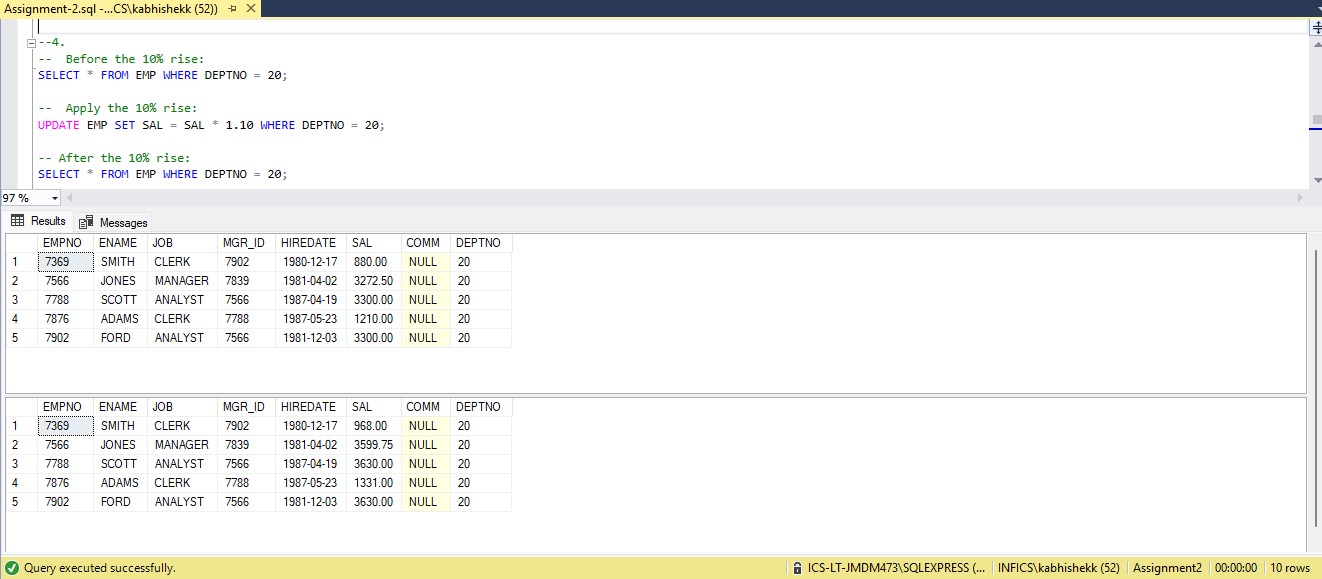 Assignment-2.sql -...CS\kabhishekk (52))
--4.
-- Before the 10% rise:
SELECT * FROM EMP WHERE DEPTNO = 20;
-- Apply the 10% rise:
UPDATE EMP SET SAL = SAL * 1.10 WHERE DEPTNO = 20;
-- After the 10% rise:
SELECT * FROM EMP WHERE DEPTNO = 20;
97 %
Results Messages
EMPNO ENAME JOB MGR_ID HIREDATE SAL COMM DEPTNO
1 7369 SMITH CLERK 7902 1980-12-17 880.00 NULL 20
2 7566 JONES MANAGER 7839 1981-04-02 3272.50 NULL 20
3 7788 SCOTT ANALYST 7566 1987-04-19 3300.00 NULL 20
4 7876 ADAMS CLERK 7788 1987-05-23 1210.00 NULL 20
5 7902 FORD ANALYST 7566 1981-12-03 3300.00 NULL 20
EMPNO ENAME JOB MGR_ID HIREDATE SAL COMM DEPTNO
1 7369 SMITH CLERK 7902 1980-12-17 968.00 NULL 20
2 7566 JONES MANAGER 7839 1981-04-02 3599.75 NULL 20
3 7788 SCOTT ANALYST 7566 1987-04-19 3630.00 NULL 20
4 7876 ADAMS CLERK 7788 1987-05-23 1331.00 NULL 20
5 7902 FORD ANALYST 7566 1981-12-03 3630.00 NULL 20
Query executed successfully. ICS-LT-JMDM473\SQLEXPRESS (... INFICS\kabhishekk (52) Assignment2 00:00:00 10 rows